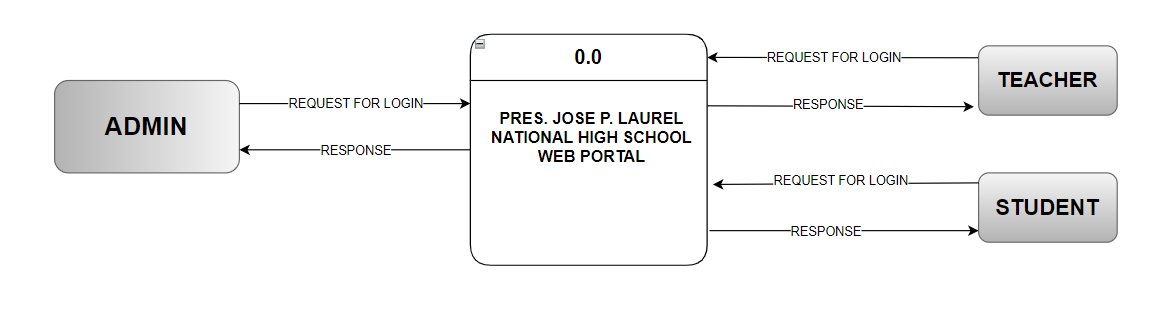 0.0
REQUEST FOR LOGIN
TEACHER
ADMIN
REQUEST FOR LOGIN
RESPONSE
PRES. JOSE P. LAUREL
NATIONAL HIGH SCHOOL
WEB PORTAL
RESPONSE
REQUEST FOR LOGIN
STUDENT
RESPONSE